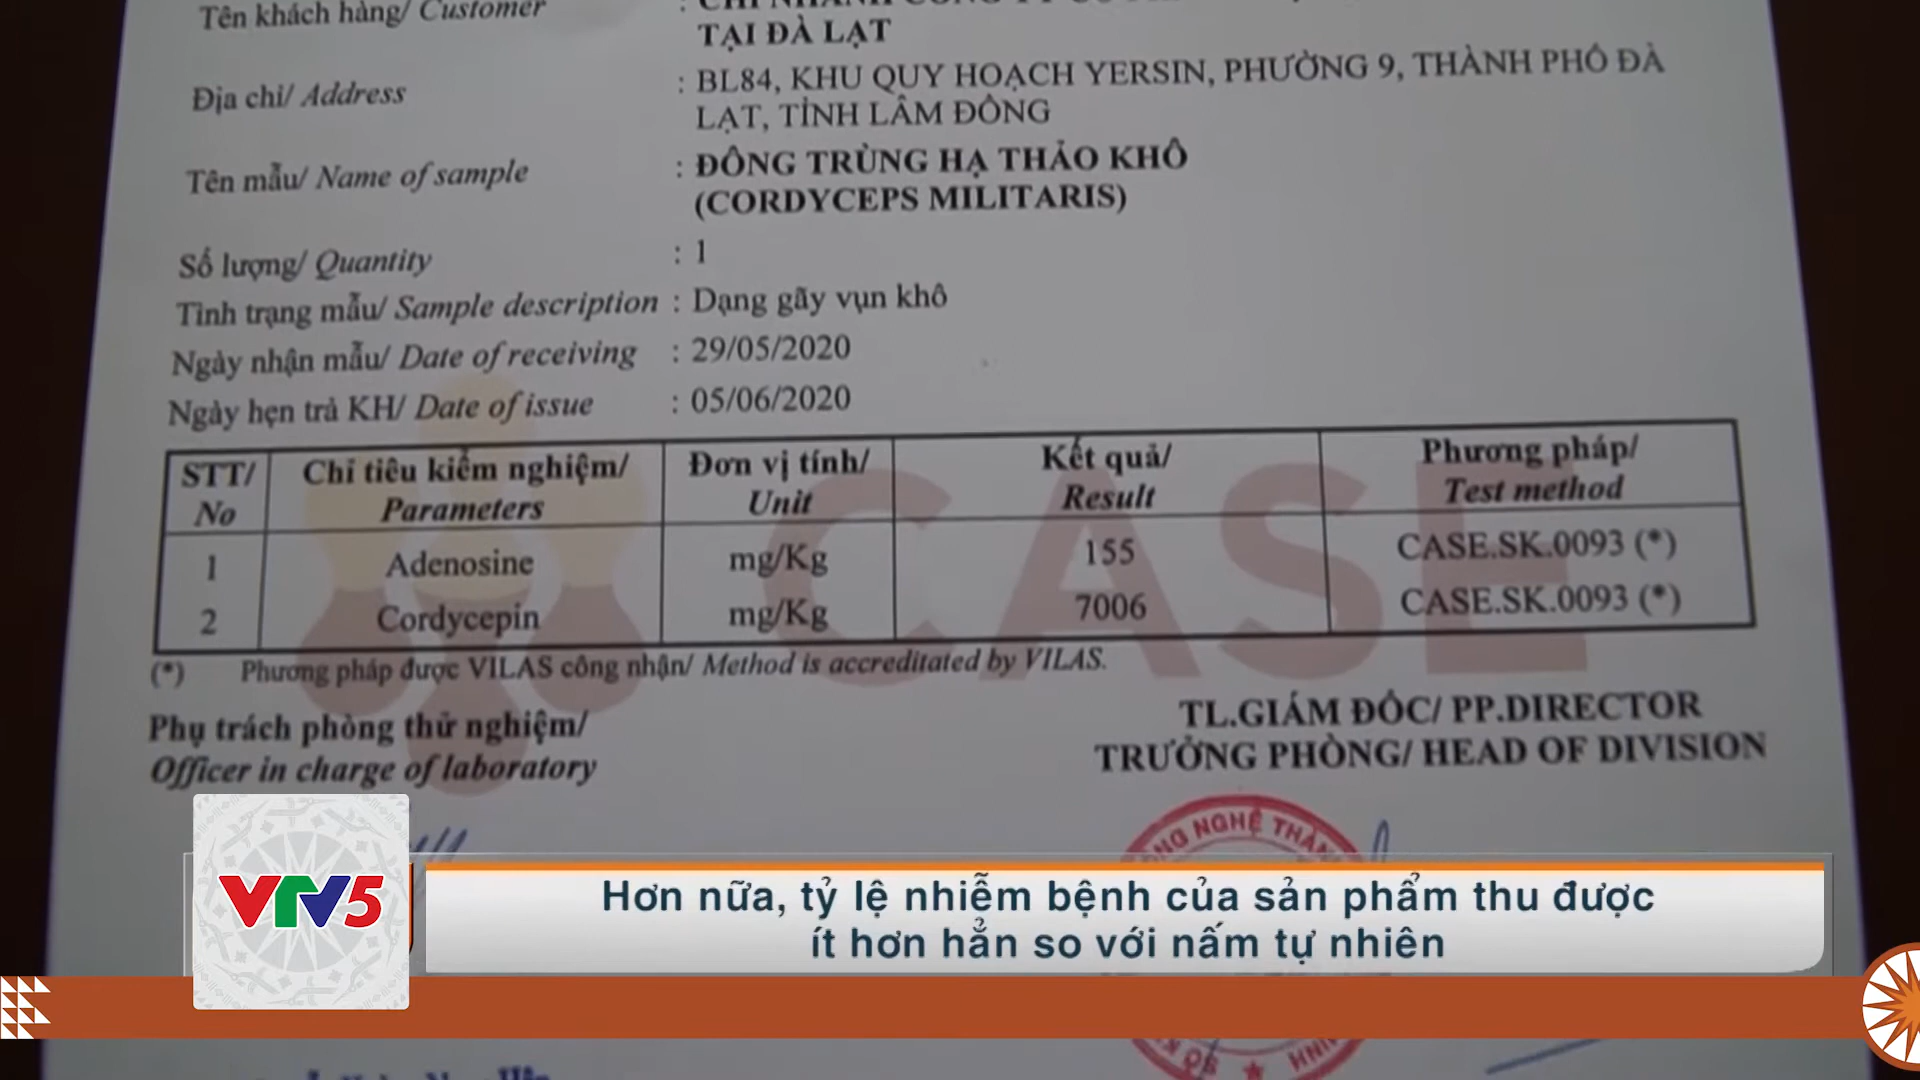 Tên khách hàng/ Customer :
TẠI ĐÀ LẠT
Địa chỉ/ Address : BL84, KHU QUY HOẠCH YERSIN, PHƯỜNG 9, THÀNH PHỐ ĐÀ
LẠT, TỈNH LÂM ĐỒNG
Tên mẫu/ Name of sample : ĐÔNG TRÙNG HẠ THẢO KHÔ
(CORDYCEPS MILITARIS)
Số lượng/ Quantity : 1
Tình trạng mẫu/ Sample description : Dạng gãy vụn khô
Ngày nhận mẫu/ Date of receiving : 29/05/2020
Ngày hẹn trả KH/ Date of issue : 05/06/2020
STT/ Chỉ tiêu kiểm nghiệm/ Đơn vị tính/ Kết quả/ Phương pháp/
No Parameters Unit Result Test method
1 Adenosine mg/Kg 155 CASE.SK.0093 (*)
2 Cordycepin mg/Kg 7006 CASE.SK.0093 (*)
CASE
(*) Phương pháp được VILAS công nhận/ Method is accreditated by VILAS.
Phụ trách phòng thử nghiệm/
Officer in charge of laboratory
TL.GIÁM ĐỐC/ PP.DIRECTOR
TRƯỞNG PHÒNG/ HEAD OF DIVISION
NGHỆ
VTV5
Hơn nữa, tỷ lệ nhiễm bệnh của sản phẩm thu được
ít hơn hẳn so với nấm tự nhiên